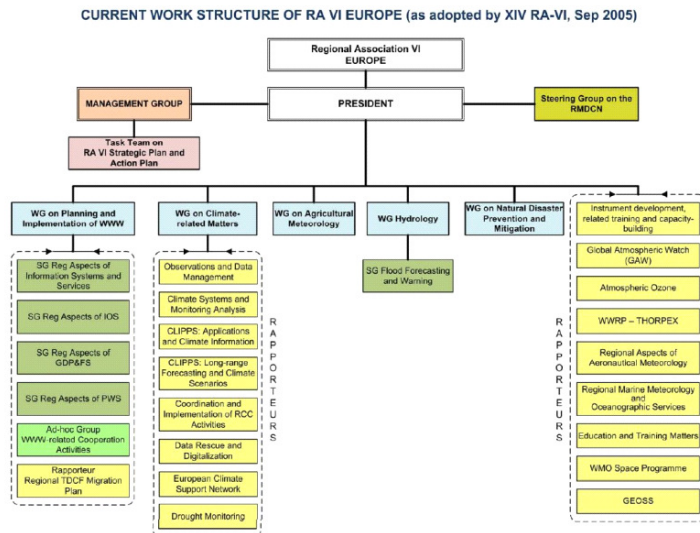 CURRENT WORK STRUCTURE OF RA VI EUROPE (as adopted by XIV RA-VI, Sep 2005)
Regional Association VI
EUROPE
MANAGEMENT GROUP
PRESIDENT
Steering Group on the
RMDCN
Task Team on
RA VI Strategic Plan and
Action Plan
WG on Planning and
Implementation of WWW
WG on Climate-
related Matters
WG on Agricultural
Meteorology
WG Hydrology
WG on Natural Disaster
Prevention and
Mitigation
SG Reg Aspects of
Information Systems and
Services
SG Reg Aspects of IOS
SG Reg Aspects of
GDP&FS
SG Reg Aspects of PWS
Ad-hoc Group
WWW-related Cooperation
Activities
Rapporteur
Regional TDCF Migration
Plan
Observations and Data
Management
Climate Systems and
Monitoring Analysis
CLIPPS: Applications
and Climate Information
CLIPPS: Long-range
Forecasting and Climate
Scenarios
Coordination and
Implementation of RCC
Activities
Data Rescue and
Digitalization
European Climate
Support Network
Drought Monitoring
RAPPORTEURS
SG Flood Forecasting
and Warning
RAPPORTEURS
Instrument development,
related training and capacity-
building
Global Atmospheric Watch
(GAW)
Atmospheric Ozone
WWRP – THORPEX
Regional Aspects of
Aeronautical Meteorology
Regional Marine Meteorology
and
Oceanographic Services
Education and Training Matters
WMO Space Programme
GEOSS